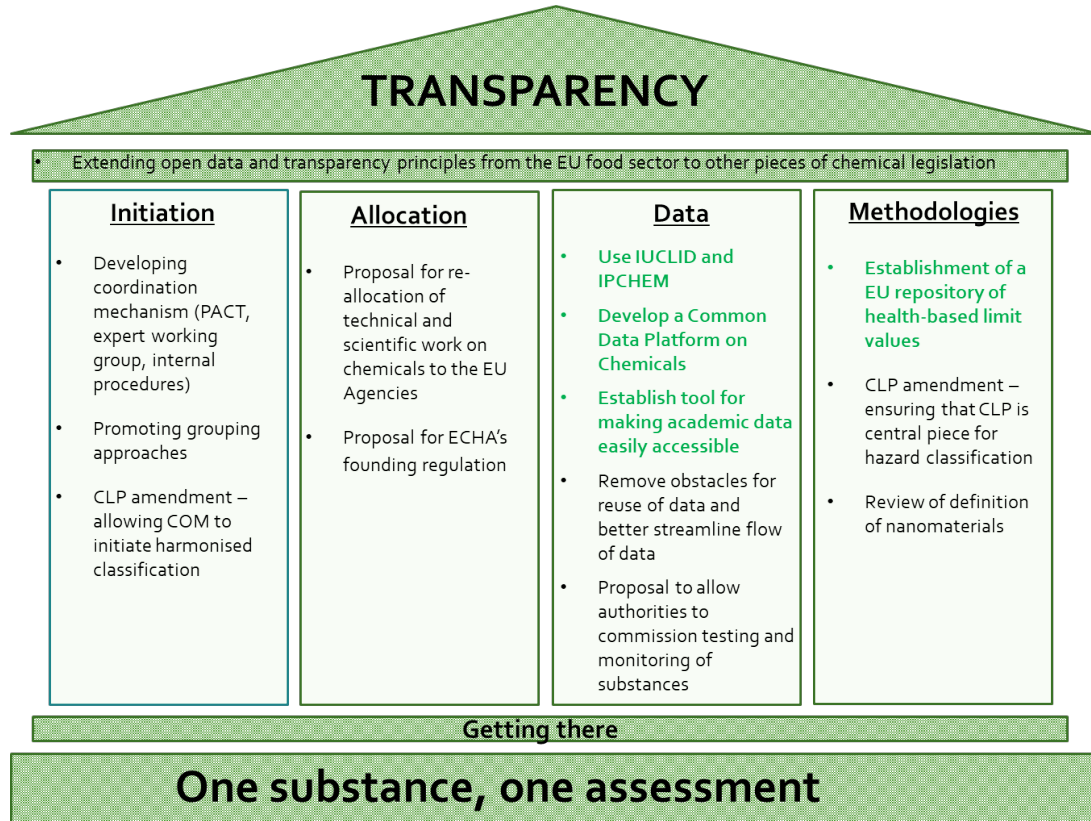 TRANSPARENCY
• Extending open data and transparency principles from the EU food sector to other pieces of chemical legislation
Initiation
• Developing
coordination
mechanism (PACT,
expert working
group, internal
procedures)
• Promoting grouping
approaches
• CLP amendment –
allowing COM to
initiate harmonised
classification
Allocation
• Proposal for re-
allocation of
technical and
scientific work on
chemicals to the EU
Agencies
• Proposal for ECHA’s
founding regulation
Data
• Use IUCLID and
IPCHEM
• Develop a Common
Data Platform on
Chemicals
• Establish tool for
making academic data
easily accessible
• Remove obstacles for
reuse of data and
better streamline flow
of data
• Proposal to allow
authorities to
commission testing and
monitoring of
substances
Methodologies
• Establishment of a
EU repository of
health-based limit
values
• CLP amendment –
ensuring that CLP is
central piece for
hazard classification
• Review of definition
of nanomaterials
Getting there
One substance, one assessment